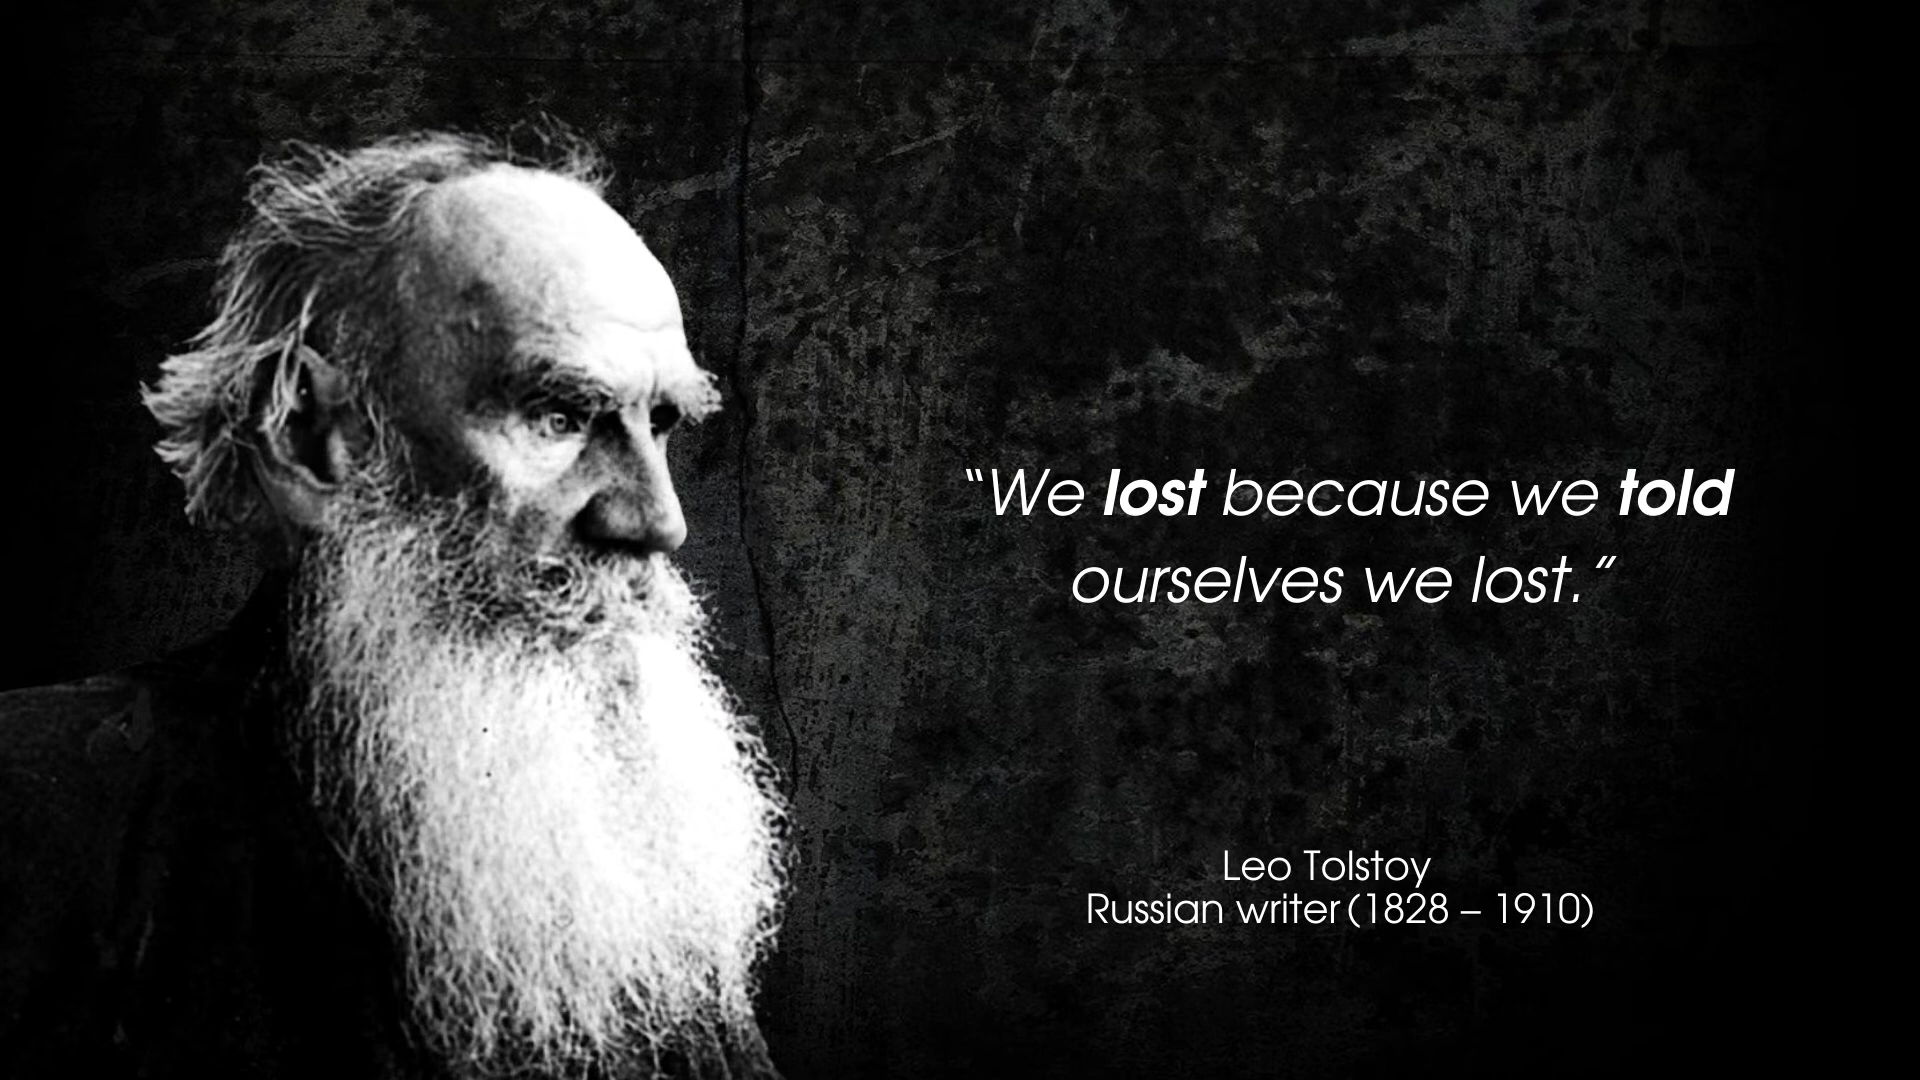 “We lost because we told
ourselves we lost.”
Leo Tolstoy
Russian writer (1828 – 1910)